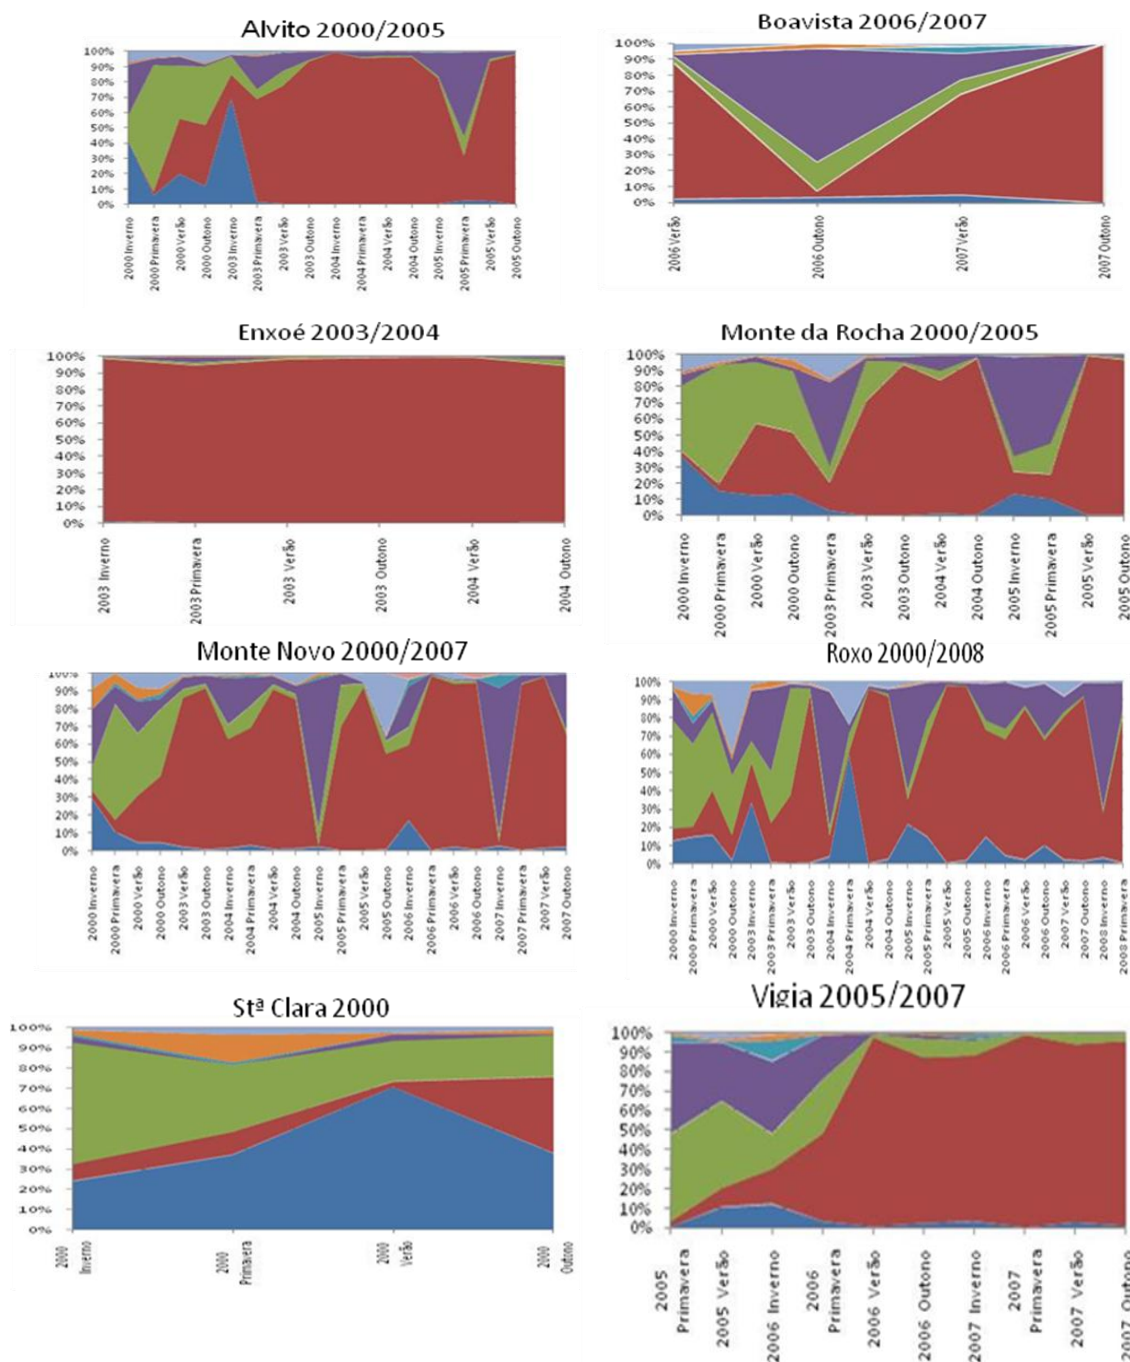 Alvito 2000/2005
100%
90%
80%
70%
60%
50%
40%
30%
20%
10%
0%
2000 Inverno
2000 Primavera
2000 Verão
2000 Outono
2003 Inverno
2003 Primavera
2003 Verão
2003 Outono
2004 Inverno
2004 Primavera
2004 Verão
2004 Outono
2005 Inverno
2005 Primavera
2005 Verão
2005 Outono
Boavista 2006/2007
100%
90%
80%
70%
60%
50%
40%
30%
20%
10%
0%
2006 Verão
2006 Outono
2007 Verão
2007 Outono
Enxoé 2003/2004
100%
90%
80%
70%
60%
50%
40%
30%
20%
10%
0%
2003 Inverno
2003 Primavera
2003 Verão
2003 Outono
2004 Verão
2004 Outono
Monte da Rocha 2000/2005
100%
90%
80%
70%
60%
50%
40%
30%
20%
10%
0%
2000 Inverno
2000 Primavera
2000 Verão
2000 Outono
2003 Primavera
2003 Verão
2003 Outono
2004 Verão
2004 Outono
2005 Inverno
2005 Primavera
2005 Verão
2005 Outono
Monte Novo 2000/2007
100%
90%
80%
70%
60%
50%
40%
30%
20%
10%
0%
2000 Inverno
2000 Primavera
2000 Verão
2000 Outono
2003 Verão
2003 Outono
2004 Inverno
2004 Primavera
2004 Verão
2004 Outono
2005 Inverno
2005 Primavera
2005 Verão
2005 Outono
2006 Inverno
2006 Primavera
2006 Verão
2006 Outono
2007 Inverno
2007 Primavera
2007 Verão
2007 Outono
Roxo 2000/2008
100%
90%
80%
70%
60%
50%
40%
30%
20%
10%
0%
2000 Inverno
2000 Primavera
2000 Verão
2000 Outono
2003 Inverno
2003 Primavera
2003 Verão
2003 Outono
2004 Inverno
2004 Primavera
2004 Verão
2004 Outono
2005 Inverno
2005 Primavera
2005 Verão
2005 Outono
2006 Inverno
2006 Primavera
2006 Verão
2006 Outono
2007 Verão
2007 Outono
2008 Inverno
2008 Primavera
Stª Clara 2000
100%
90%
80%
70%
60%
50%
40%
30%
20%
10%
0%
2000
Inverno
2000
Primavera
2000
Verão
2000
Outono
Vigia 2005/2007
100%
90%
80%
70%
60%
50%
40%
30%
20%
10%
0%
2005
Primavera
2005 Verão
2006 Inverno
2006
Primavera
2006 Verão
2006 Outono
2007 Inverno
2007
Primavera
2007 Verão
2007 Outono